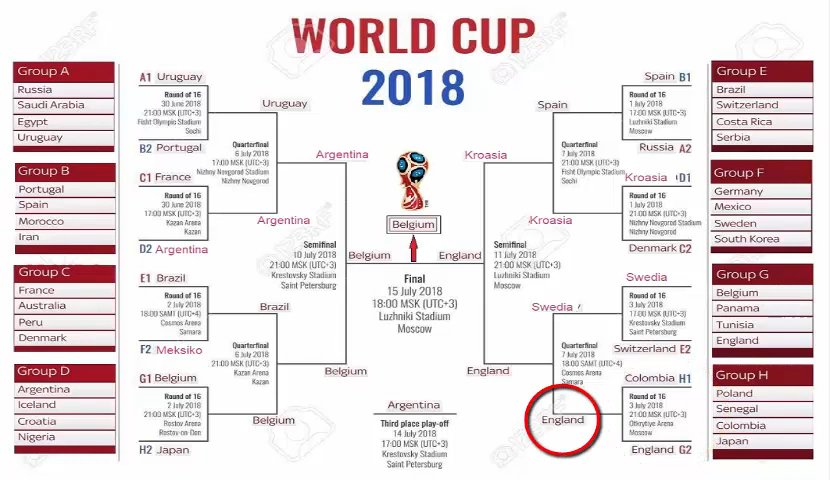 WORLD CUP
2018
Group A
Russia
Saudi Arabia
Egypt
Uruguay
Group B
Portugal
Spain
Morocco
Iran
Group C
France
Australia
Peru
Denmark
Group D
Argentina
Iceland
Croatia
Nigeria
A1 Uruguay
Round of 16
30 June 2018
21:00 MSK (UTC+3)
Fisht Olympic Stadium
Sochi
B2 Portugal
Uruguay
Quarterfinal
6 July 2018
17:00 MSK (UTC+3)
Nizhny Novgorod Stadium
Nizhny Novgorod
C1 France
Round of 16
30 June 2018
17:00 MSK (UTC+3)
Kazan Arena
Kazan
D2 Argentina
Argentina
Argentina
Semifinal
10 July 2018
21:00 MSK (UTC+3)
Krestovsky Stadium
Saint Petersburg
E1 Brazil
Round of 16
2 July 2018
18:00 SAMT (UTC+4)
Cosmos Arena
Samara
F2 Meksiko
Brazil
Quarterfinal
6 July 2018
21:00 MSK (UTC+3)
Kazan Arena
Kazan
G1 Belgium
Round of 16
2 July 2018
21:00 MSK (UTC+3)
Rostov Arena
Rostov-on-Don
H2 Japan
Belgium
Belgium
Belgium
Belgium
Final
15 July 2018
18:00 MSK (UTC+3)
Luzhniki Stadium
Moscow
Argentina
Third place play-off
14 July 2018
17:00 MSK (UTC+3)
Krestovsky Stadium
Saint Petersburg
England
Kroasia
Semifinal
11 July 2018
21:00 MSK (UTC+3)
Luzhniki Stadium
Moscow
England
Spain
Quarterfinal
7 July 2018
21:00 MSK (UTC+3)
Fisht Olympic Stadium
Sochi
Kroasia
Spain B1
Round of 16
1 July 2018
17:00 MSK (UTC+3)
Luzhniki Stadium
Moscow
Russia A2
Kroasia D1
Round of 16
1 July 2018
21:00 MSK (UTC+3)
Nizhny Novgorod Stadium
Nizhny Novgorod
Denmark C2
Swedia
Quarterfinal
7 July 2018
18:00 SAMT (UTC+4)
Cosmos Arena
Samara
England
Swedia
Round of 16
3 July 2018
17:00 MSK (UTC+3)
Krestovsky Stadium
Saint Petersburg
Switzerland E2
Colombia H1
Round of 16
3 July 2018
21:00 MSK (UTC+3)
Otkrytiye Arena
Moscow
England G2
Group E
Brazil
Switzerland
Costa Rica
Serbia
Group F
Germany
Mexico
Sweden
South Korea
Group G
Belgium
Panama
Tunisia
England
Group H
Poland
Senegal
Colombia
Japan